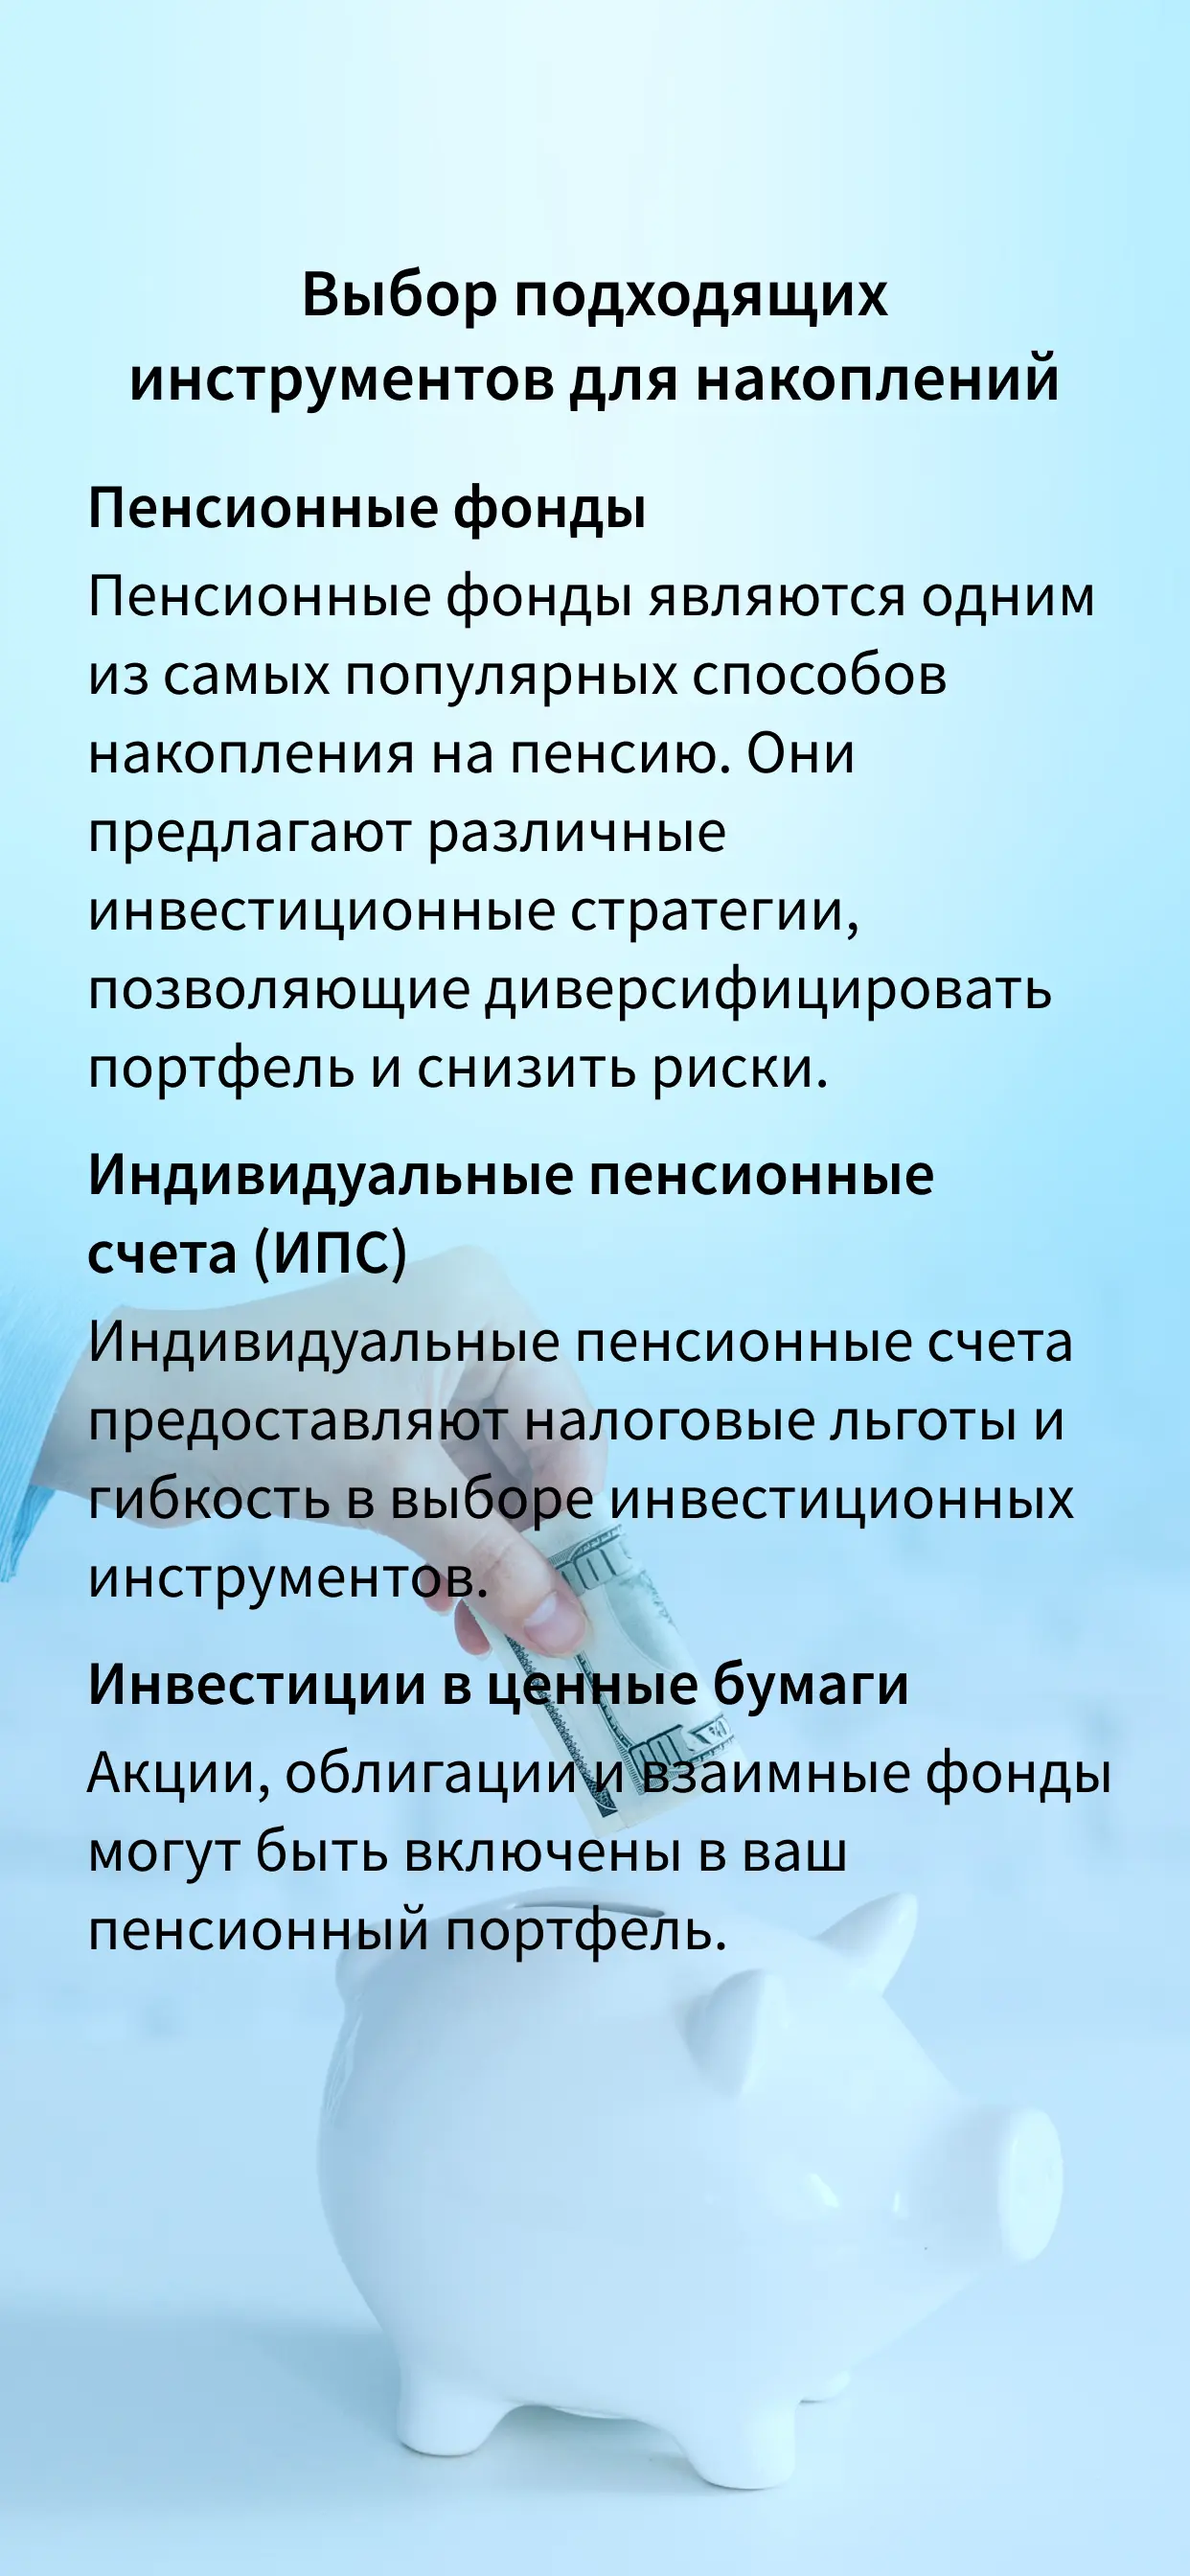 Выбор подходящих
инструментов для накоплений
Пенсионные фонды
Пенсионные фонды являются одним
из самых популярных способов
накопления на пенсию. Они
предлагают различные
инвестиционные стратегии,
позволяющие диверсифицировать
портфель и снизить риски.
Индивидуальные пенсионные
счета (ИПС)
Индивидуальные пенсионные счета
предоставляют налоговые льготы и
гибкость в выборе инвестиционных
инструментов.
Инвестиции в ценные бумаги
Акции, облигации и взаимные фонды
могут быть включены в ваш
пенсионный портфель.